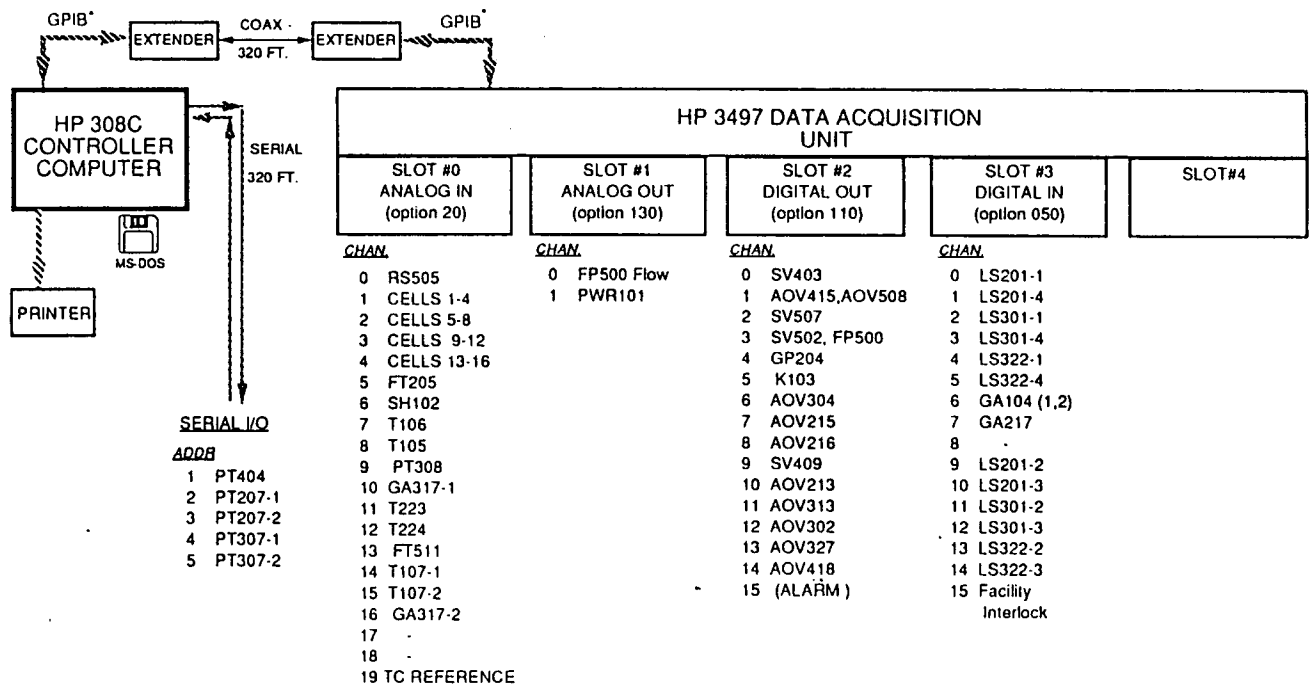 GPIB*
EXTENDER
COAX
320 FT.
EXTENDER
GPIB*
HP 308C
CONTROLLER
COMPUTER
SERIAL
320 FT.
MS-DOS
PRINTER
SERIAL I/O
ADDR
1 PT404
2 PT207-1
3 PT207-2
4 PT307-1
5 PT307-2
HP 3497 DATA ACQUISITION
UNIT
SLOT #0
ANALOG IN
(option 20)
CHAN.
0 RS505
1 CELLS 1-4
2 CELLS 5-8
3 CELLS 9-12
4 CELLS 13-16
5 FT205
6 SH102
7 T106
8 T105
9 PT308
10 GA317-1
11 T223
12 T224
13 FT511
14 T107-1
15 T107-2
16 GA317-2
17 -
18 -
19 TC REFERENCE
SLOT #1
ANALOG OUT
(option 130)
CHAN.
0 FP500 Flow
1 PWR101
SLOT #2
DIGITAL OUT
(option 110)
CHAN.
0 SV403
1 AOV415,AOV508
2 SV507
3 SV502, FP500
4 GP204
5 K103
6 AOV304
7 AOV215
8 AOV216
9 SV409
10 AOV213
11 AOV313
12 AOV302
13 AOV327
14 AOV418
15 (ALARM )
SLOT #3
DIGITAL IN
(option 050)
CHAN.
0 LS201-1
1 LS201-4
2 LS301-1
3 LS301-4
4 LS322-1
5 LS322-4
6 GA104 (1,2)
7 GA217
8 -
9 LS201-2
10 LS201-3
11 LS301-2
12 LS301-3
13 LS322-2
14 LS322-3
15 Facility
Interlock
SLOT#4